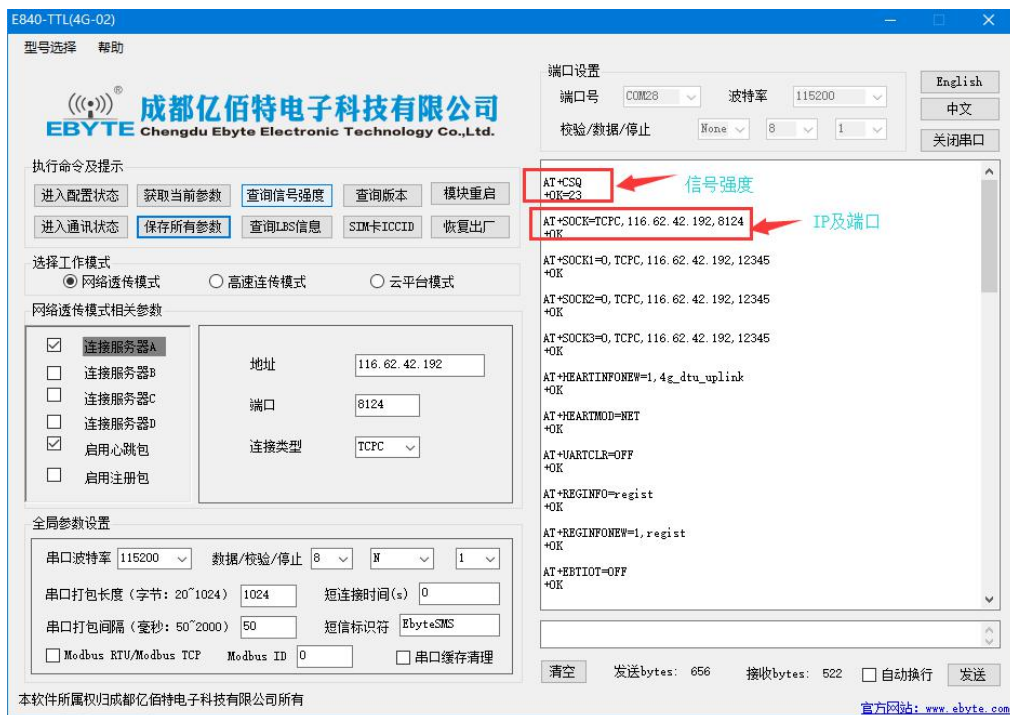 E840-TTL(4G-02)
型号选择 帮助
((·))® 成都亿佰特电子科技有限公司
EBYTE Chengdu Ebyte Electronic Technology Co.,Ltd.
端口设置
端口号 COM28 波特率 115200
校验/数据/停止 None 8 1
English
中文
关闭串口
执行命令及提示
进入配置状态 获取当前参数 查询信号强度 查询版本 模块重启
进入通讯状态 保存所有参数 查询LBS信息 SIM卡ICCID 恢复出厂
选择工作模式
网络透传模式 高速连传模式 云平台模式
网络透传模式相关参数
连接服务器A
连接服务器B
连接服务器C
连接服务器D
启用心跳包
启用注册包
地址 116.62.42.192
端口 8124
连接类型 TCPC
全局参数设置
串口波特率 115200 数据/校验/停止 8 N 1
串口打包长度（字节：20~1024） 1024 短连接时间(s) 0
串口打包间隔（毫秒：50~2000） 50 短信标识符 EbyteSMS
Modbus RTU/Modbus TCP Modbus ID 0 串口缓存清理
AT+CSQ
+OK=23
信号强度
AT+SOCK=TCPC,116.62.42.192,8124
+OK
IP及端口
AT+SOCK1=0,TCPC,116.62.42.192,12345
+OK
AT+SOCK2=0,TCPC,116.62.42.192,12345
+OK
AT+SOCK3=0,TCPC,116.62.42.192,12345
+OK
AT+HEARTINFONEW=1,4g_dtu_uplink
+OK
AT+HEARTMOD=NET
+OK
AT+UARTCLR=OFF
+OK
AT+REGINFO=regist
+OK
AT+REGINFONEW=1,regist
+OK
AT+EBTIOT=OFF
+OK
清空 发送bytes: 656 接收bytes: 522 自动换行 发送
本软件所属权归成都亿佰特电子科技有限公司所有
官方网站：www.ebyte.com